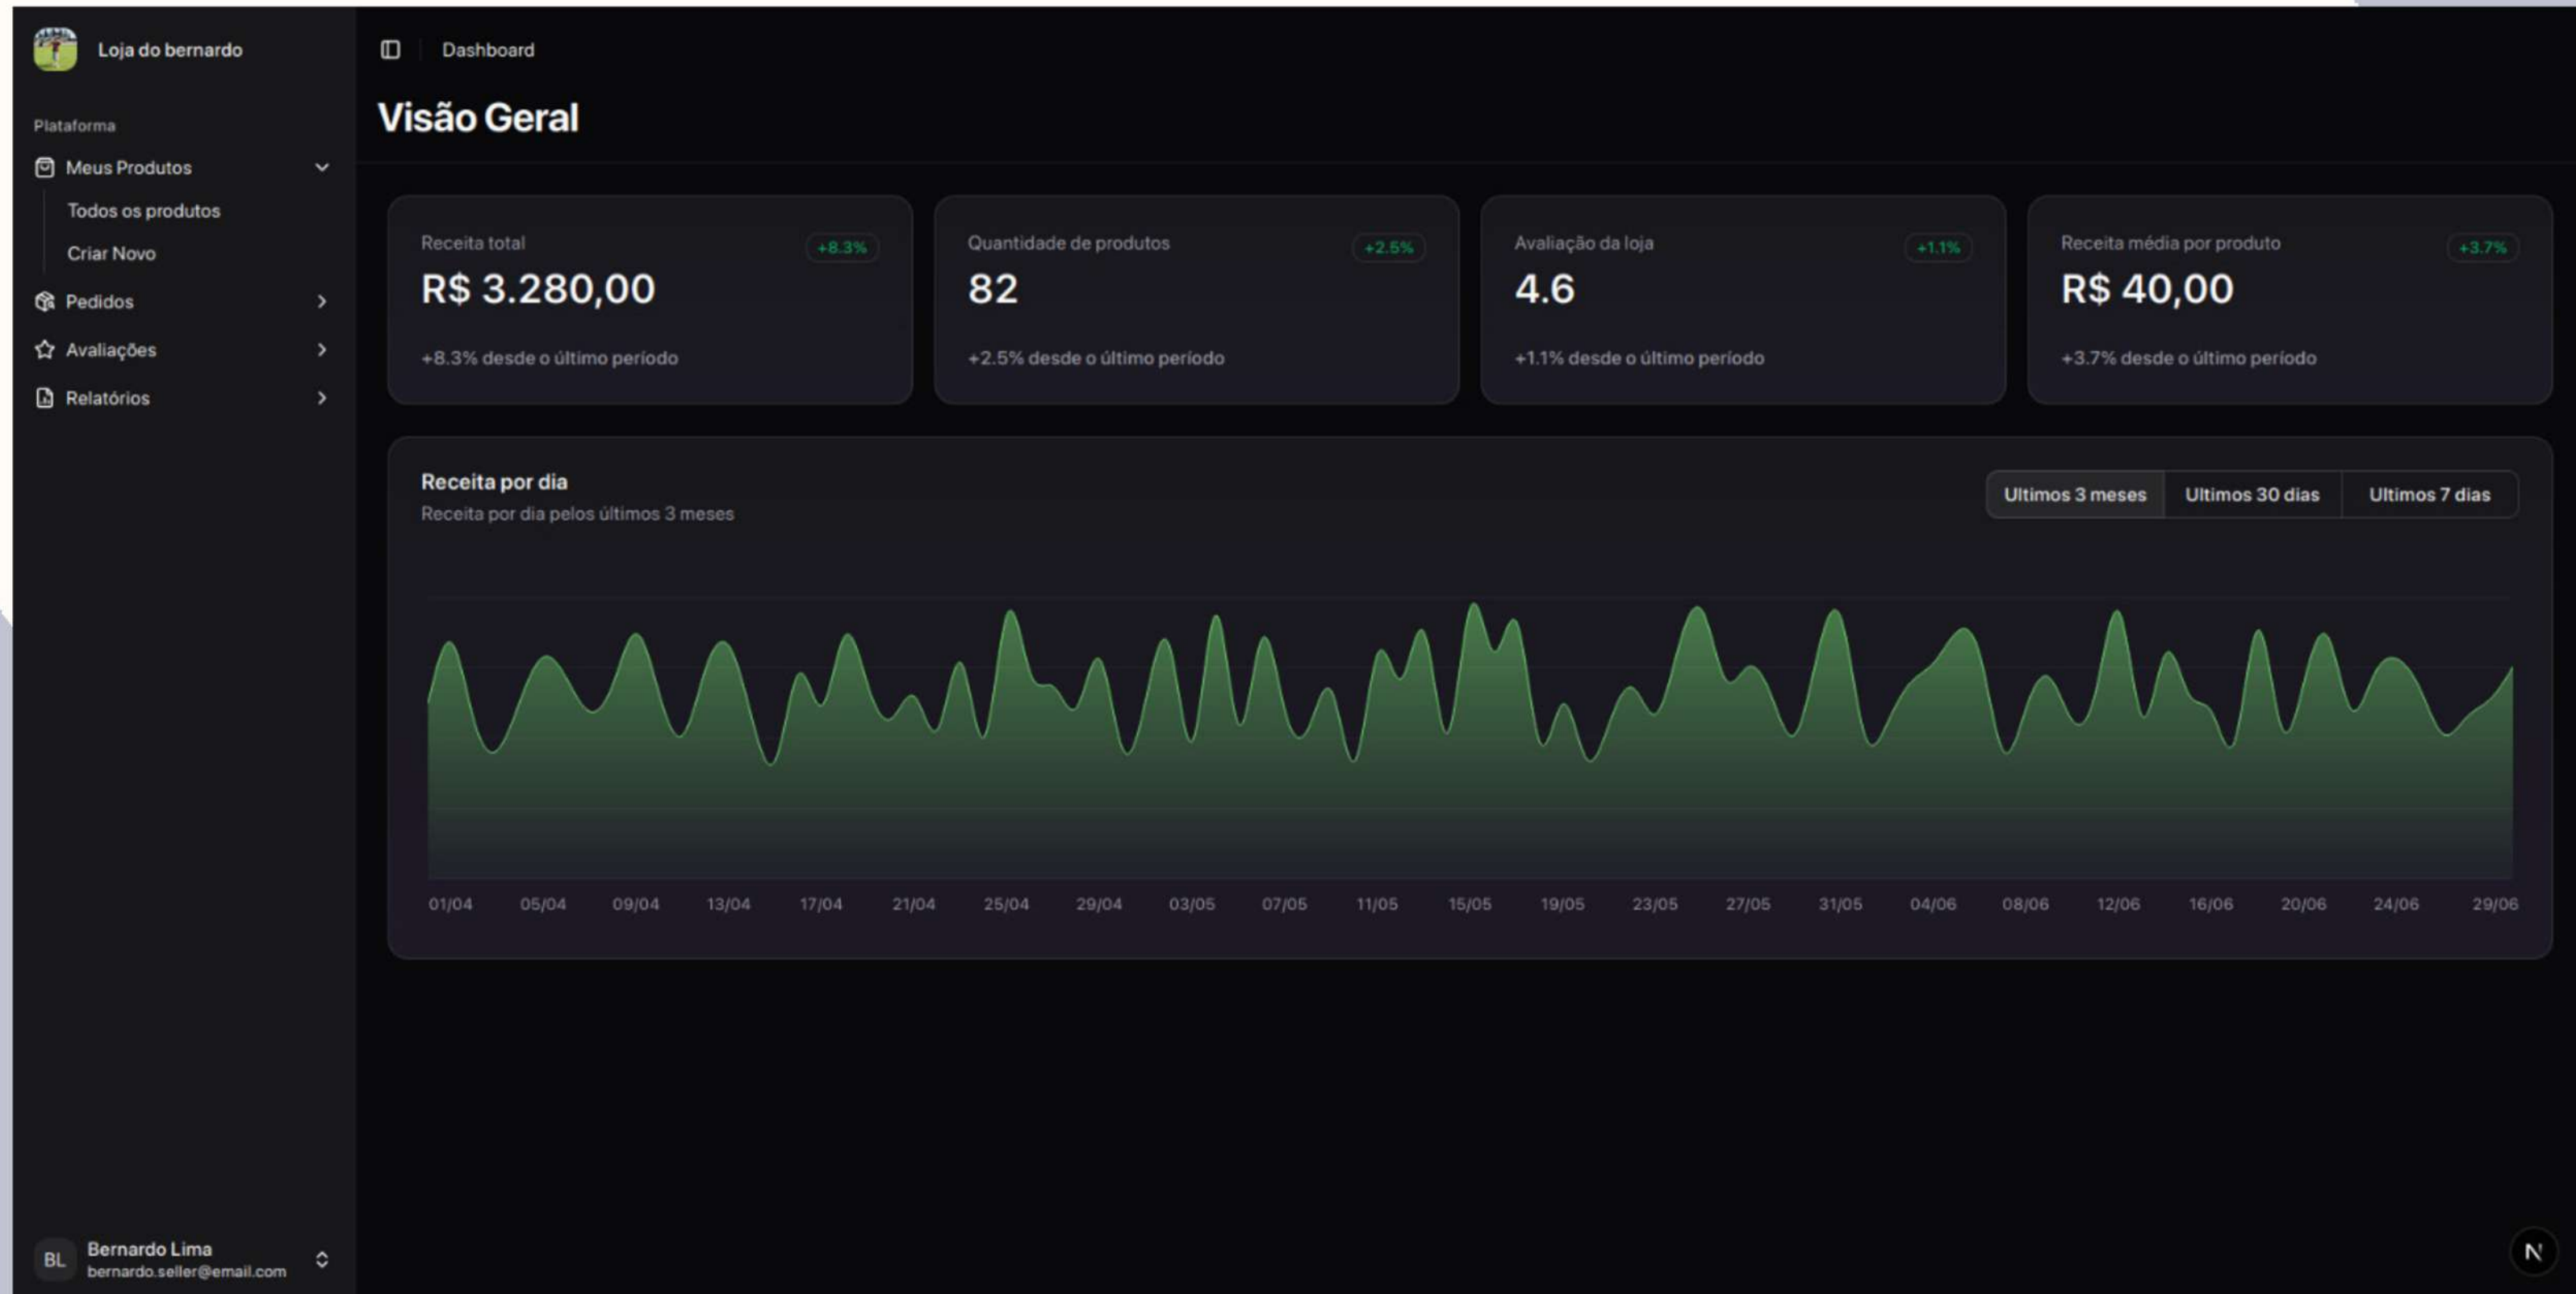 Loja do bernardo
Plataforma
Meus Produtos
Todos os produtos
Criar Novo
Pedidos
Avaliações
Relatórios
Bernardo Lima
BL
bernardo.seller@email.com
Dashboard
Visão Geral
Receita total
+8.3%
R$ 3.280,00
+8.3% desde o último período
Quantidade de produtos
+2.5%
82
+2.5% desde o último período
Avaliação da loja
+1.1%
4.6
+1.1% desde o último período
Receita média por produto
+3.7%
R$ 40,00
+3.7% desde o último período
Receita por dia
Receita por dia pelos últimos 3 meses
Ultimos 3 meses
Ultimos 30 dias
Ultimos 7 dias
01/04 05/04 09/04 13/04 17/04 21/04 25/04 29/04 03/05 07/05 11/05 15/05 19/05 23/05 27/05 31/05 04/06 08/06 12/06 16/06 20/06 24/06 29/06
N